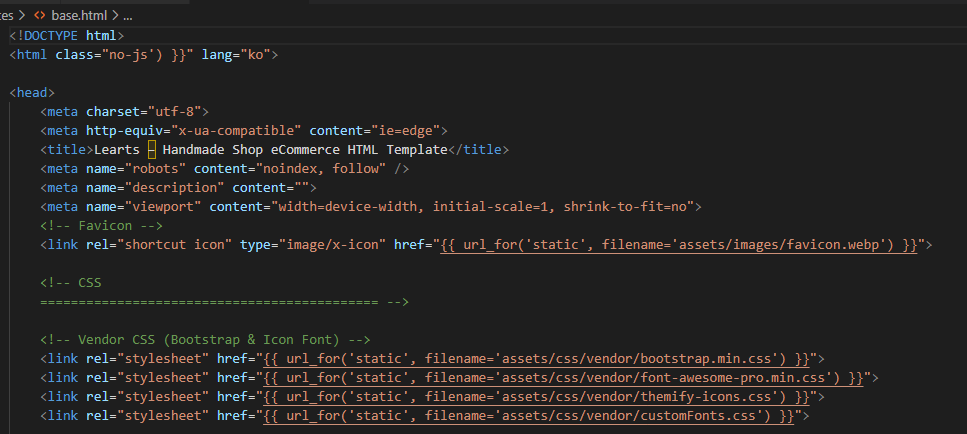 es > <> base.html > ...
<!DOCTYPE html>
<html class="no-js') }}" lang="ko">
<head>
<meta charset="utf-8">
<meta http-equiv="x-ua-compatible" content="ie=edge">
<title>Learts – Handmade Shop eCommerce HTML Template</title>
<meta name="robots" content="noindex, follow" />
<meta name="description" content="">
<meta name="viewport" content="width=device-width, initial-scale=1, shrink-to-fit=no">
<!-- Favicon -->
<link rel="shortcut icon" type="image/x-icon" href="{{ url_for('static', filename='assets/images/favicon.webp') }}">
<!-- CSS
============================================ -->
<!-- Vendor CSS (Bootstrap & Icon Font) -->
<link rel="stylesheet" href="{{ url_for('static', filename='assets/css/vendor/bootstrap.min.css') }}">
<link rel="stylesheet" href="{{ url_for('static', filename='assets/css/vendor/font-awesome-pro.min.css') }}">
<link rel="stylesheet" href="{{ url_for('static', filename='assets/css/vendor/themify-icons.css') }}">
<link rel="stylesheet" href="{{ url_for('static', filename='assets/css/vendor/customFonts.css') }}">